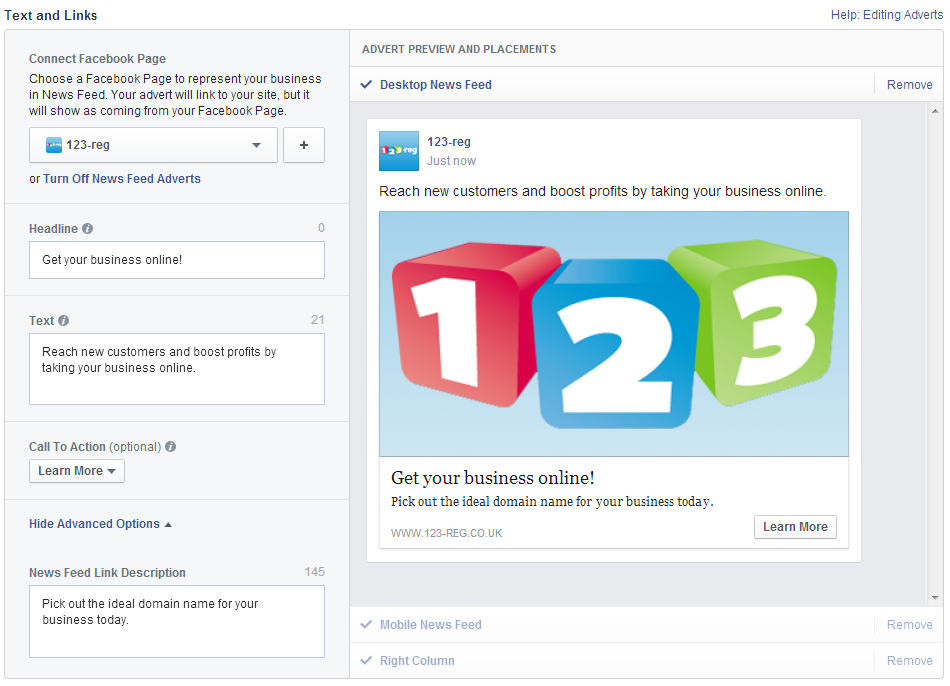 Text and Links
Help: Editing Adverts
Connect Facebook Page
Choose a Facebook Page to represent your business
in News Feed. Your advert will link to your site, but it
will show as coming from your Facebook Page.
123-reg
+
or Turn Off News Feed Adverts
Headline i 0
Get your business online!
Text i 21
Reach new customers and boost profits by
taking your business online.
Call To Action (optional) i
Learn More
Hide Advanced Options
News Feed Link Description 145
Pick out the ideal domain name for your
business today.
ADVERT PREVIEW AND PLACEMENTS
Desktop News Feed Remove
123-reg
123-reg
Just now
Reach new customers and boost profits by taking your business online.
1 2 3
Get your business online!
Pick out the ideal domain name for your business today.
WWW.123-REG.CO.UK
Learn More
Mobile News Feed Remove
Right Column Remove